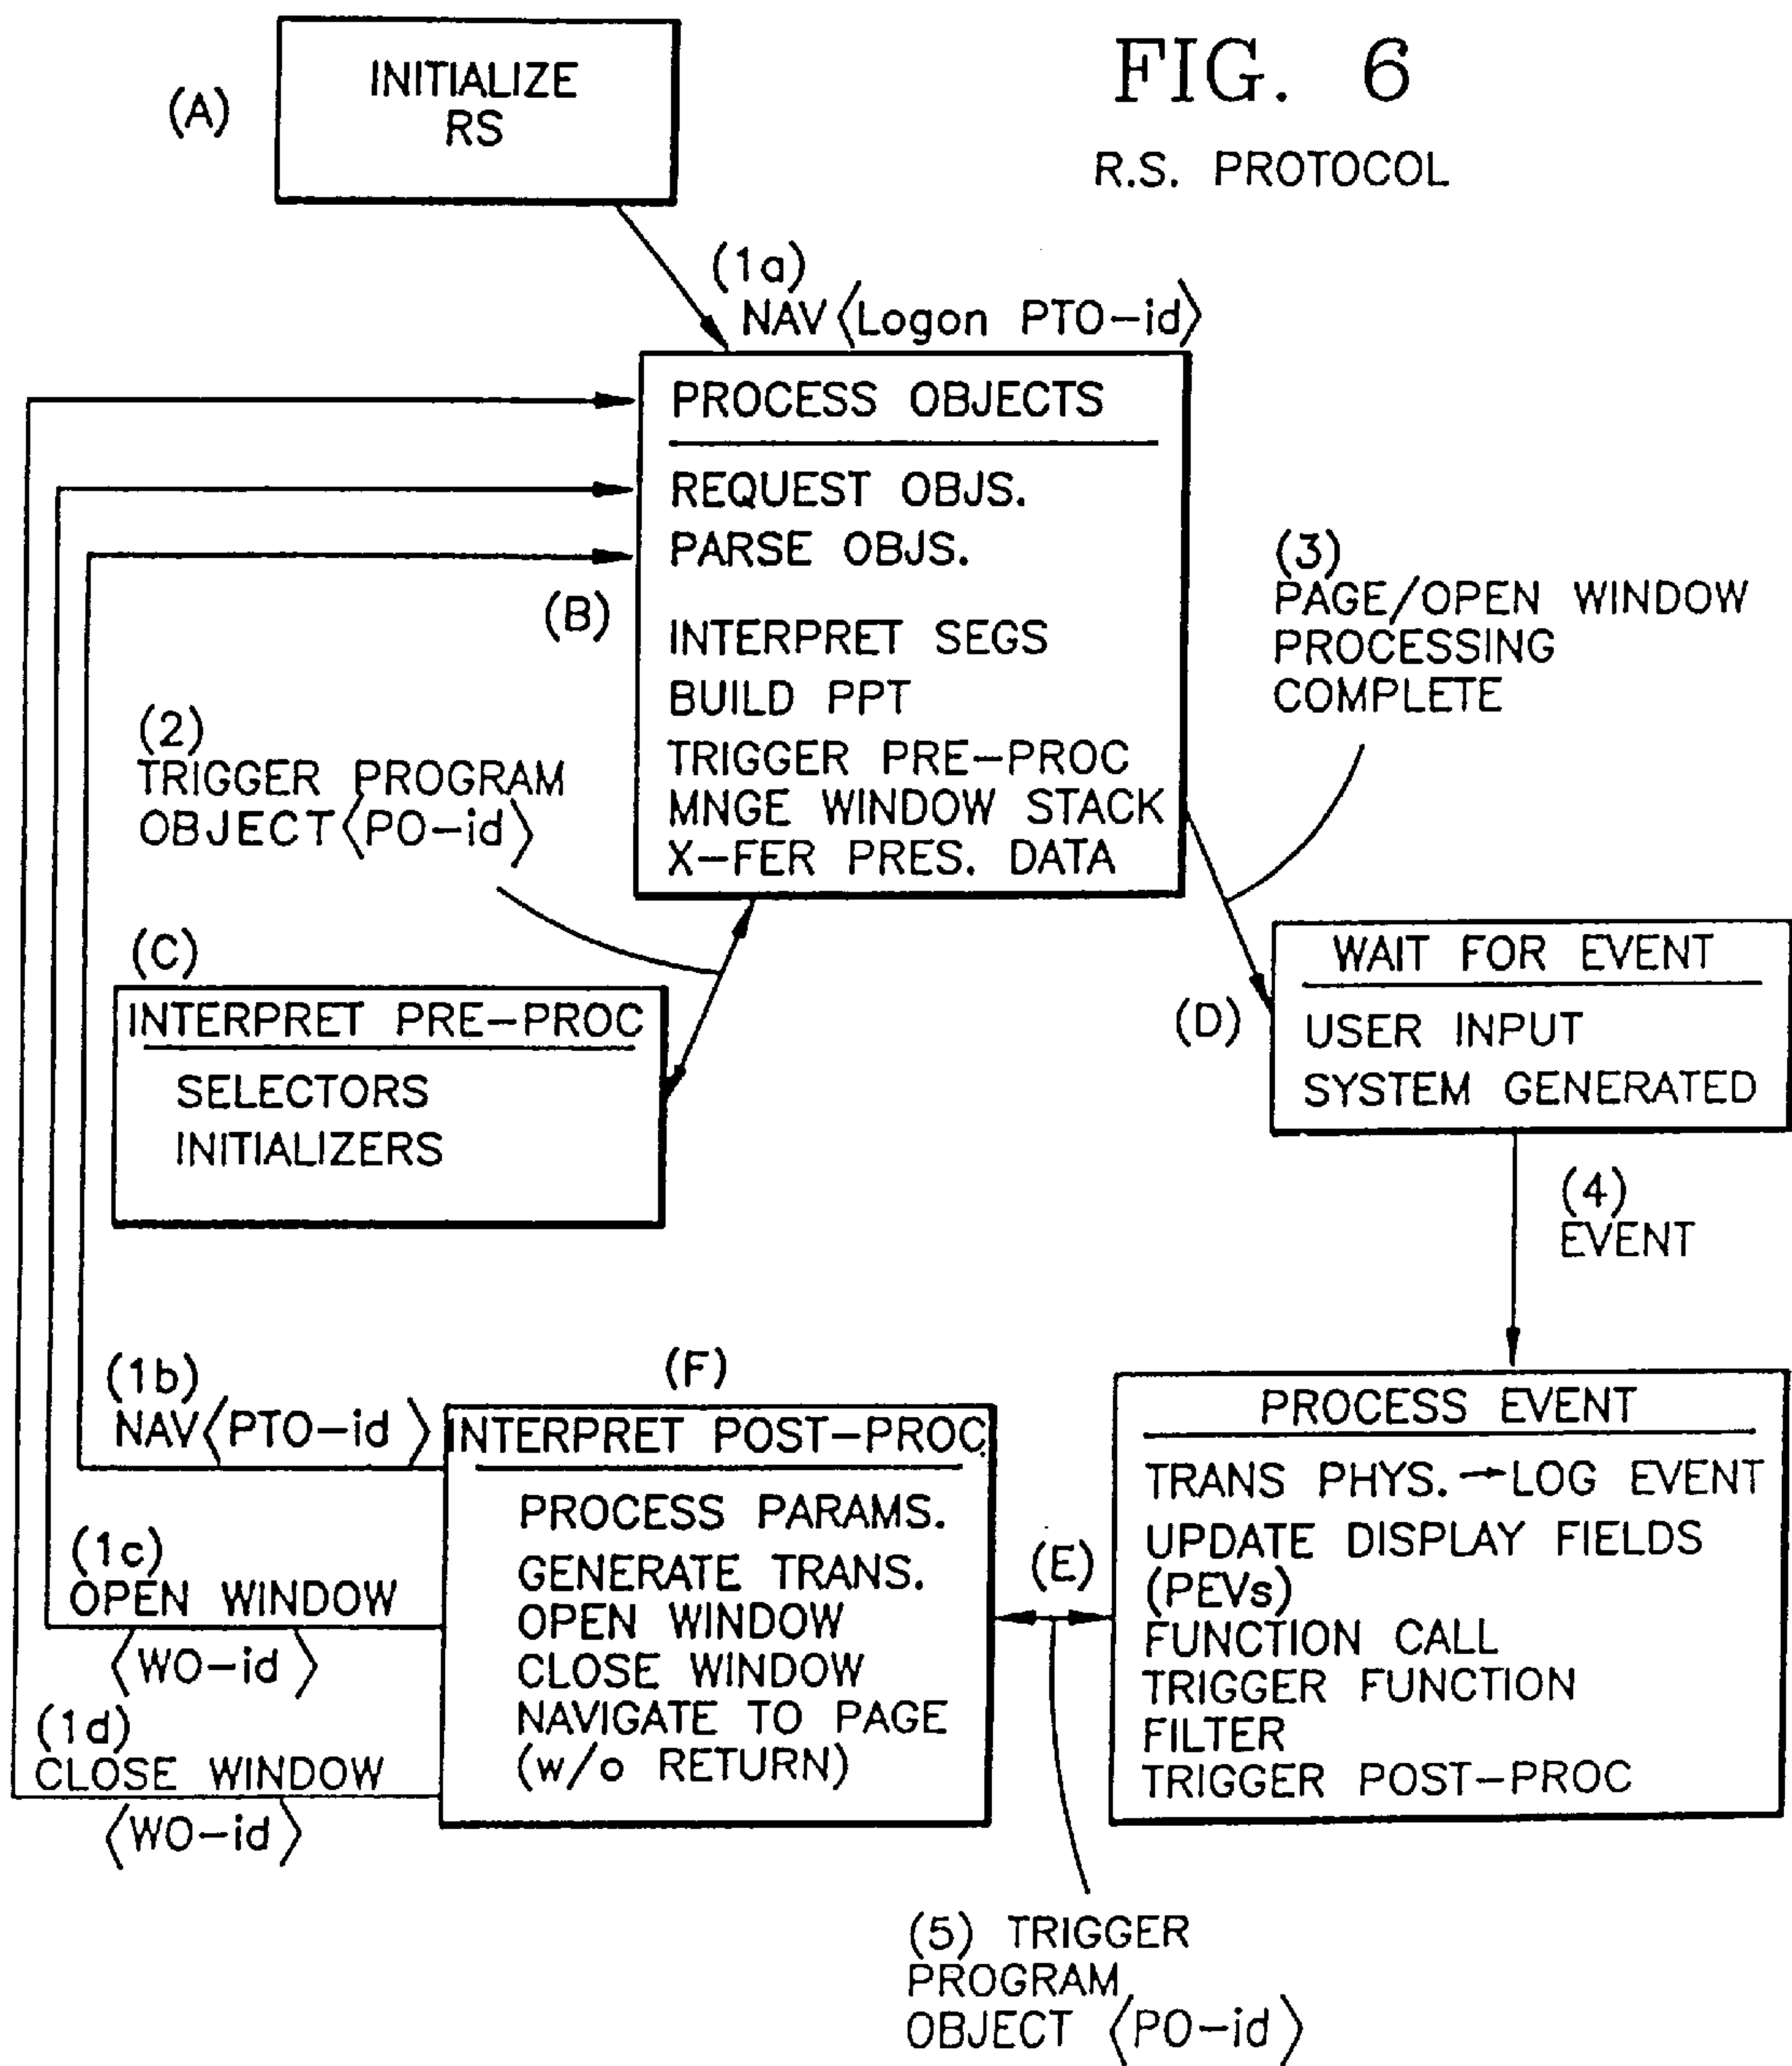 FIG. 6
R.S. PROTOCOL
(A)
INITIALIZE
RS
(1a)
NAV〈Logon PTO-id〉
PROCESS OBJECTS
REQUEST OBJS.
PARSE OBJS.
(B)
INTERPRET SEGS
BUILD PPT
TRIGGER PRE-PROC
MNGE WINDOW STACK
X-FER PRES. DATA
(2)
TRIGGER PROGRAM
OBJECT〈PO-id〉
(3)
PAGE/OPEN WINDOW
PROCESSING
COMPLETE
(C)
INTERPRET PRE-PROC
SELECTORS
INITIALIZERS
(D)
WAIT FOR EVENT
USER INPUT
SYSTEM GENERATED
(4)
EVENT
(1b)
NAV〈PTO-id〉
(1c)
OPEN WINDOW
〈WO-id〉
(1d)
CLOSE WINDOW
〈WO-id〉
(F)
INTERPRET POST-PROC
PROCESS PARAMS.
GENERATE TRANS.
OPEN WINDOW
CLOSE WINDOW
NAVIGATE TO PAGE
(w/o RETURN)
(E)
PROCESS EVENT
TRANS PHYS.→LOG EVENT
UPDATE DISPLAY FIELDS
(PEVs)
FUNCTION CALL
TRIGGER FUNCTION
FILTER
TRIGGER POST-PROC
(5) TRIGGER
PROGRAM
OBJECT 〈PO-id〉